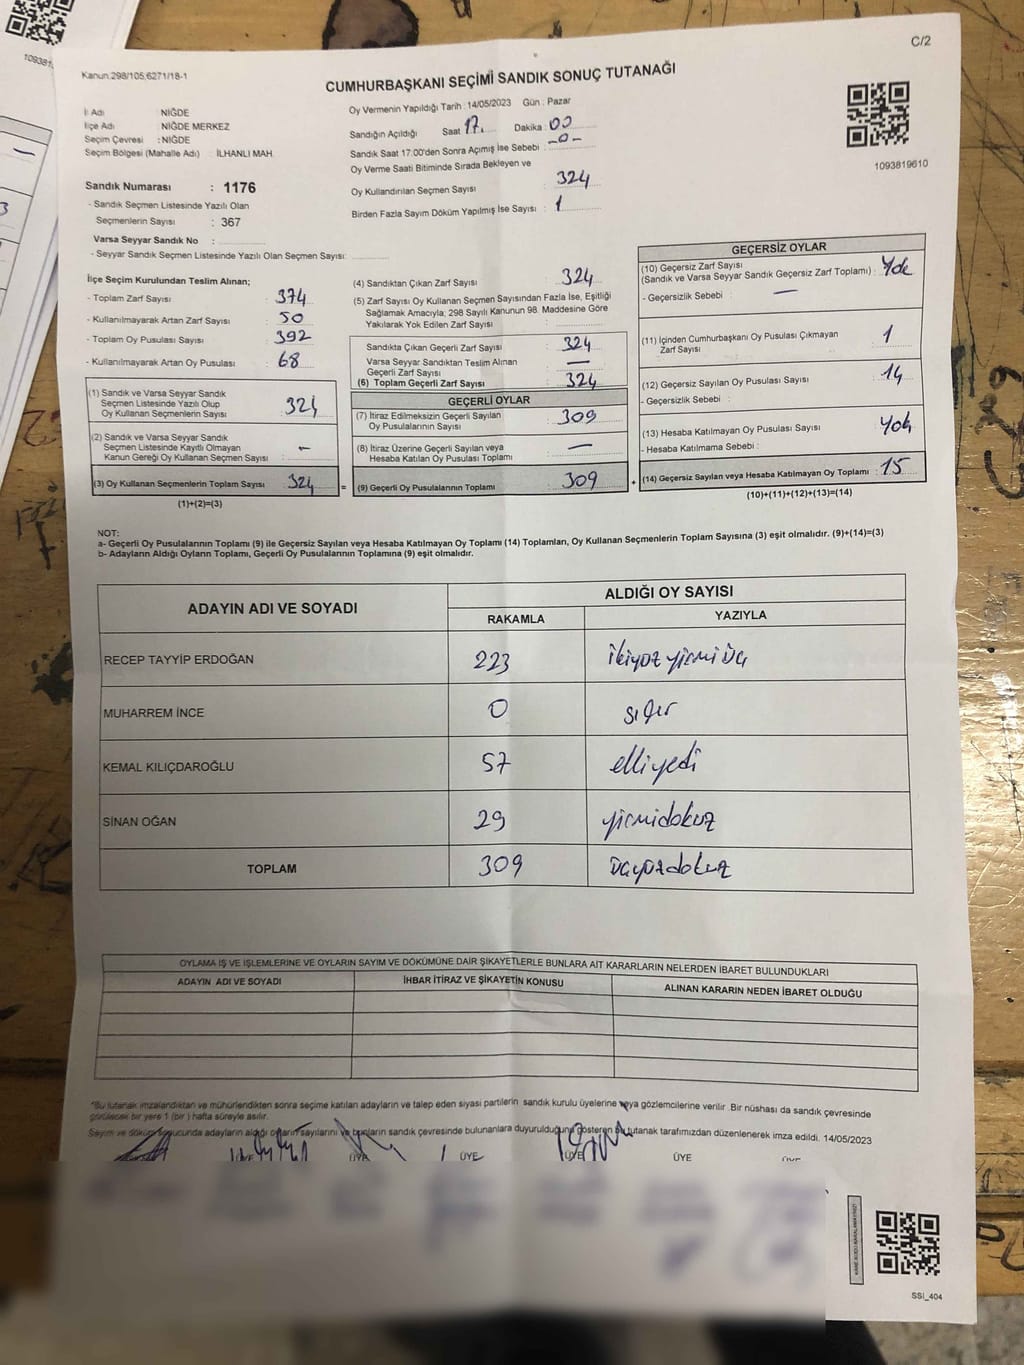 1093819610
C/2
Kanun:298/105,6271/18-1
CUMHURBAŞKANI SEÇİMİ SANDIK SONUÇ TUTANAĞI
İl Adı : NİĞDE
İlçe Adı : NİĞDE MERKEZ
Seçim Çevresi : NİĞDE
Seçim Bölgesi (Mahalle Adı) : İLHANLI MAH.
Sandık Numarası : 1176
- Sandık Seçmen Listesinde Yazılı Olan
Seçmenlerin Sayısı : 367
Varsa Seyyar Sandık No :
- Seyyar Sandık Seçmen Listesinde Yazılı Olan Seçmen Sayısı:
Oy Vermenin Yapıldığı Tarih : 14/05/2023 Gün : Pazar
Sandığın Açıldığı Saat : 17. Dakika : 00
Sandık Saat 17.00'den Sonra Açımış İse Sebebi : -0-
Oy Verme Saati Bitiminde Sırada Bekleyen ve
Oy Kullandırılan Seçmen Sayısı : 324
Birden Fazla Sayım Döküm Yapılmış İse Sayısı : 1
İlçe Seçim Kurulundan Teslim Alınan;
- Toplam Zarf Sayısı : 374
- Kullanılmayarak Artan Zarf Sayısı : 50
- Toplam Oy Pusulası Sayısı : 392
- Kullanılmayarak Artan Oy Pusulası : 68
(1) Sandık ve Varsa Seyyar Sandık
Seçmen Listesinde Yazılı Olup
Oy Kullanan Seçmenlerin Sayısı : 324
(2) Sandık ve Varsa Seyyar Sandık
Seçmen Listesinde Kayıtlı Olmayan
Kanun Gereği Oy Kullanan Seçmen Sayısı : -
(3) Oy Kullanan Seçmenlerin Toplam Sayısı : 324
(1)+(2)=(3)
(4) Sandıktan Çıkan Zarf Sayısı : 324
(5) Zarf Sayısı Oy Kullanan Seçmen Sayısından Fazla İse, Eşitliği
Sağlamak Amacıyla; 298 Sayılı Kanunun 98. Maddesine Göre
Yakılarak Yok Edilen Zarf Sayısı :
Sandıkta Çıkan Geçerli Zarf Sayısı : 324
Varsa Seyyar Sandıktan Teslim Alınan
Geçerli Zarf Sayısı : —
(6) Toplam Geçerli Zarf Sayısı : 324
GEÇERLİ OYLAR
(7) İtiraz Edilmeksizin Geçerli Sayılan
Oy Pusulalarının Sayısı : 309
(8) İtiraz Üzerine Geçerli Sayılan veya
Hesaba Katılan Oy Pusulası Toplamı : —
= (9) Geçerli Oy Pusulalarının Toplamı : 309 +
GEÇERSİZ OYLAR
(10) Geçersiz Zarf Sayısı
(Sandık ve Varsa Seyyar Sandık Geçersiz Zarf Toplamı) : Yok
- Geçersizlik Sebebi : —
(11) İçinden Cumhurbaşkanı Oy Pusulası Çıkmayan
Zarf Sayısı : 1
(12) Geçersiz Sayılan Oy Pusulası Sayısı : 14
- Geçersizlik Sebebi :
(13) Hesaba Katılmayan Oy Pusulası Sayısı : Yok
- Hesaba Katılmama Sebebi :
(14) Geçersiz Sayılan veya Hesaba Katılmayan Oy Toplamı : 15
(10)+(11)+(12)+(13)=(14)
NOT:
a- Geçerli Oy Pusulalarının Toplamı (9) ile Geçersiz Sayılan veya Hesaba Katılmayan Oy Toplamı (14) Toplamları, Oy Kullanan Seçmenlerin Toplam Sayısına (3) eşit olmalıdır. (9)+(14)=(3)
b- Adayların Aldığı Oyların Toplamı, Geçerli Oy Pusulalarının Toplamına (9) eşit olmalıdır.
ADAYIN ADI VE SOYADI ALDIĞI OY SAYISI
RAKAMLA YAZIYLA
RECEP TAYYİP ERDOĞAN 223 ikiyüz yirmi üç
MUHARREM İNCE 0 sıfır
KEMAL KILIÇDAROĞLU 57 elliyedi
SİNAN OĞAN 29 yirmidokuz
TOPLAM 309 üçyüzdokuz
OYLAMA İŞ VE İŞLEMLERİNE VE OYLARIN SAYIM VE DÖKÜMÜNE DAİR ŞİKAYETLERLE BUNLARA AİT KARARLARIN NELERDEN İBARET BULUNDUKLARI
ADAYIN ADI VE SOYADI İHBAR İTİRAZ VE ŞİKAYETİN KONUSU ALINAN KARARIN NEDEN İBARET OLDUĞU
*Bu tutanak imzalandıktan ve mühürlendikten sonra seçime katılan adayların ve talep eden siyasi partilerin sandık kurulu üyelerine veya gözlemcilerine verilir .Bir nüshası da sandık çevresinde
görülecek bir yere 1 (bir ) hafta süreyle asılır.
Sayım ve döküm sonucunda adayların aldığı oyların sayılarını ve bunların sandık çevresinde bulunanlara duyurulduğunu gösteren bu tutanak tarafımızdan düzenlenerek imza edildi. 14/05/2023
ÜYE ÜYE ÜYE ÜYE
SSİ_404